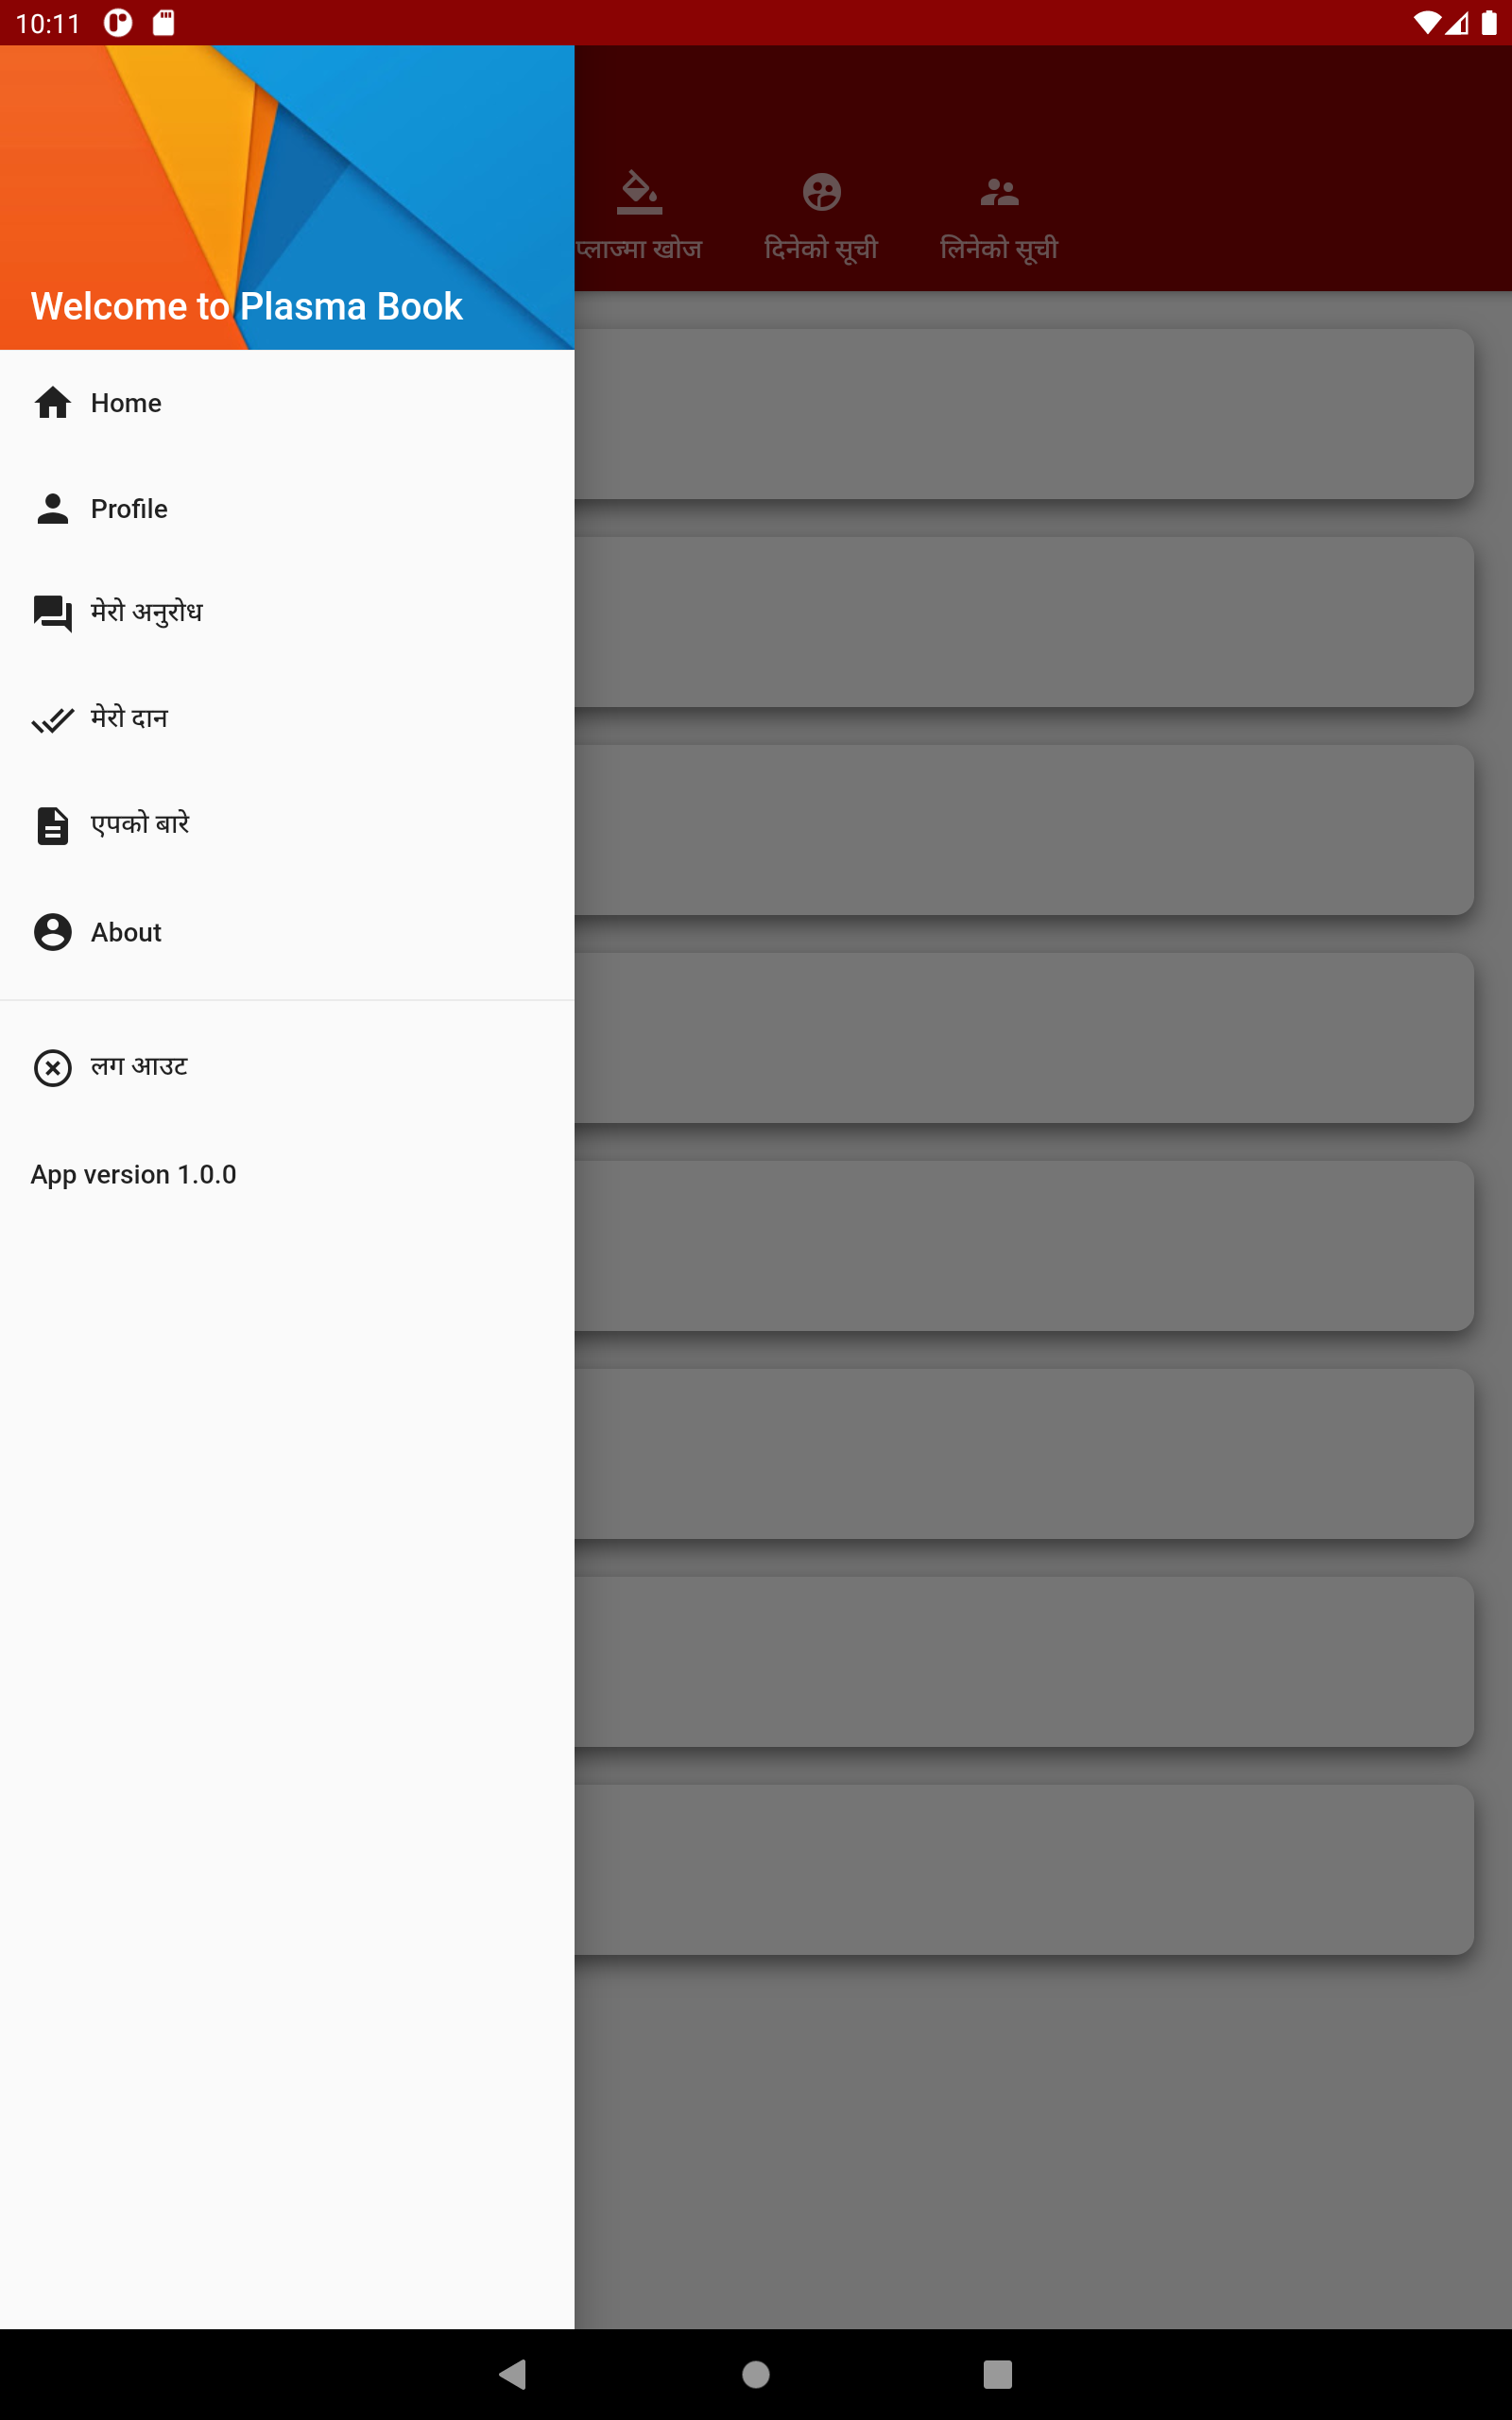 10:11
Welcome to Plasma Book
प्लाज्मा खोज
दिनेको सूची
लिनेको सूची
Home
Profile
मेरो अनुरोध
मेरो दान
एपको बारे
About
लग आउट
App version 1.0.0